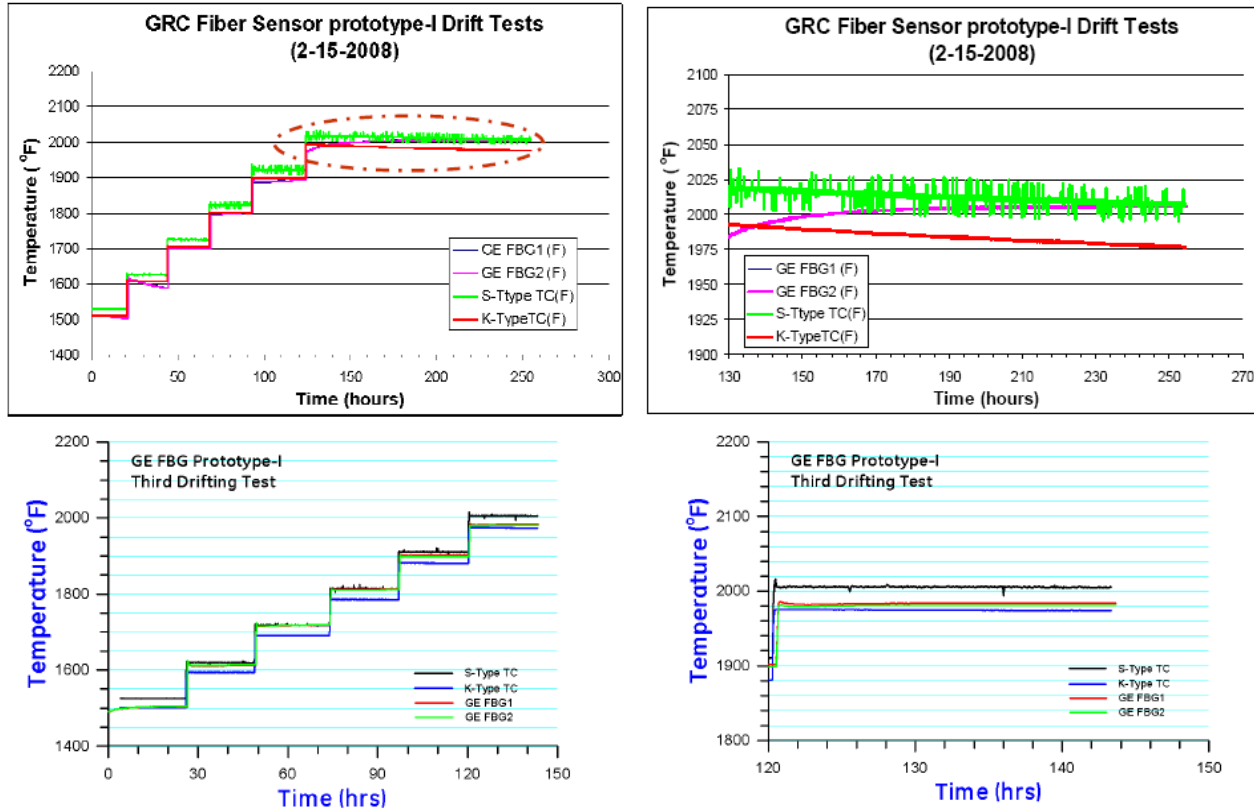 GRC Fiber Sensor prototype-I Drift Tests
(2-15-2008)
Temperature (°F)
2200
2100
2000
1900
1800
1700
1600
1500
1400
GE FBG1 (F)
GE FBG2 (F)
S-Ttype TC(F)
K-TypeTC(F)
0 50 100 150 200 250 300
Time (hours)
GRC Fiber Sensor prototype-I Drift Tests
(2-15-2008)
Temperature (°F)
2100
2075
2050
2025
2000
1975
1950
1925
1900
GE FBG1 (F)
GE FBG2 (F)
S-Ttype TC(F)
K-TypeTC(F)
130 150 170 190 210 230 250 270
Time (hours)
GE FBG Prototype-I
Third Drifting Test
Temperature (°F)
2200
2000
1800
1600
1400
S-Type TC
K-Type TC
GE FBG1
GE FBG2
0 30 60 90 120 150
Time (hrs)
GE FBG Prototype-I
Third Drifting Test
Temperature (°F)
2200
2100
2000
1900
1800
S-Type TC
K-Type TC
GE FBG1
GE FBG2
120 130 140 150
Time (hrs)